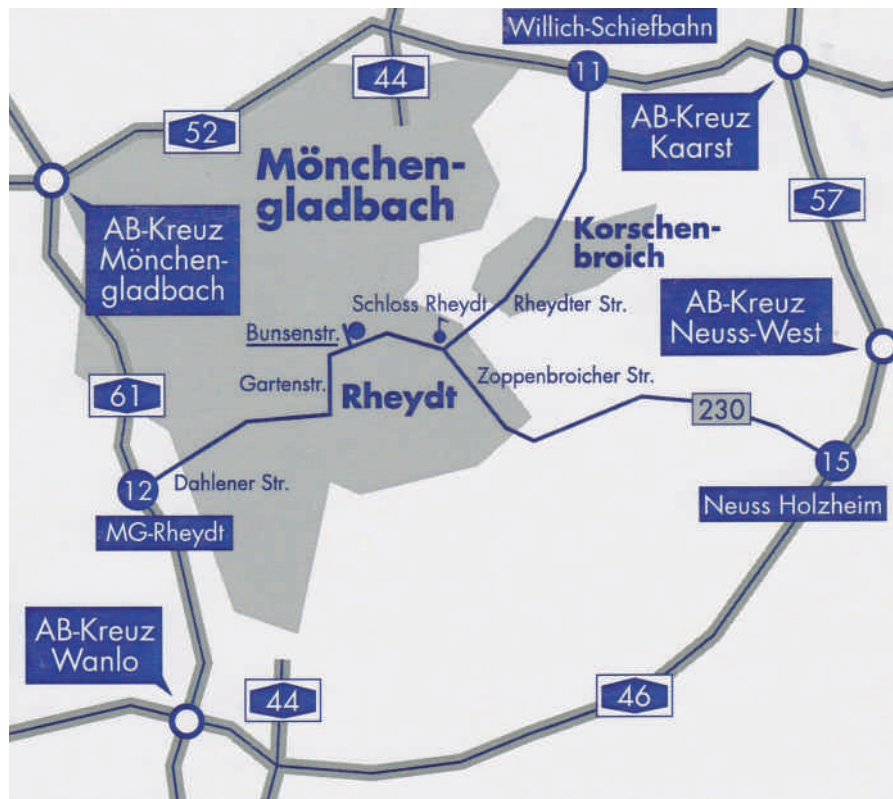 Willich-Schiefbahn
11
44
52
AB-Kreuz
Kaarst
Mönchen-
gladbach
57
AB-Kreuz
Mönchen-
gladbach
Korschen-
broich
AB-Kreuz
Neuss-West
Schloss Rheydt
Rheydter Str.
Bunsenstr.
Gartenstr.
Rheydt
Zoppenbroicher Str.
61
230
15
12
Dahlener Str.
Neuss Holzheim
MG-Rheydt
AB-Kreuz
Wanlo
44
46